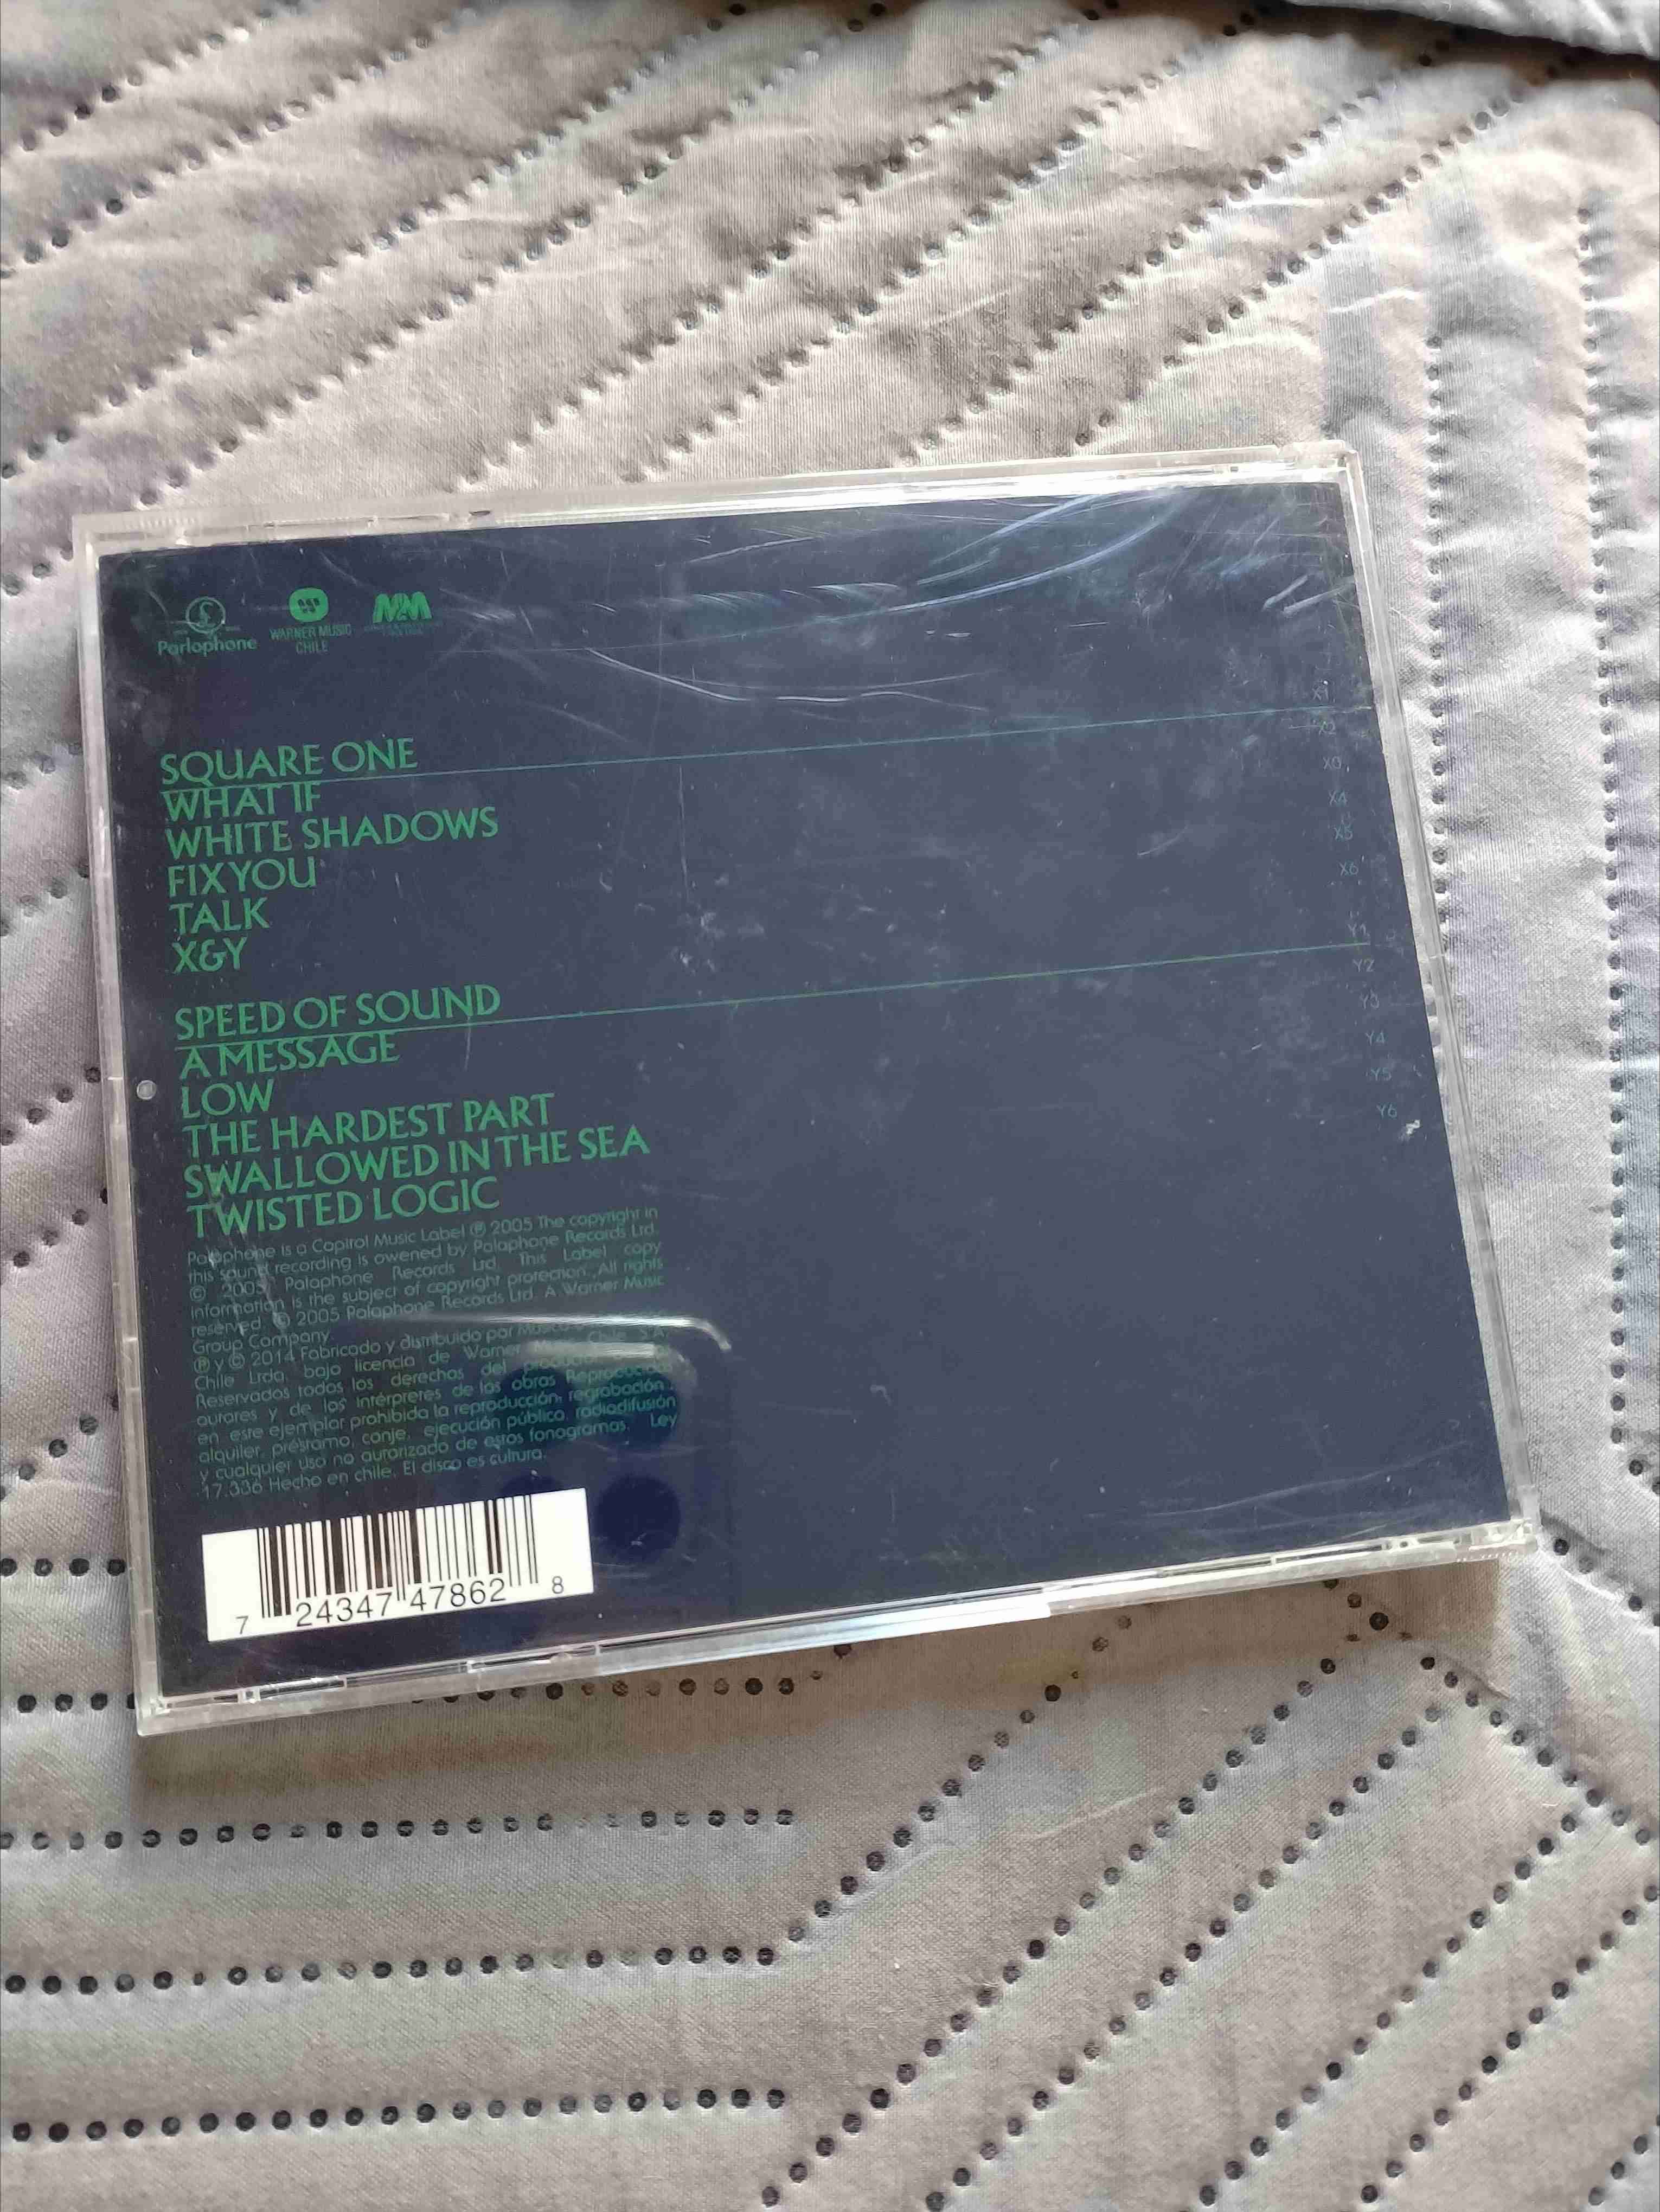 Parlophone
WARNER MUSIC
CHILE
M&M
SQUARE ONE X1
WHAT IF X2
WHITE SHADOWS X3
FIX YOU X4
TALK X5
X&Y X6
SPEED OF SOUND Y1
A MESSAGE Y2
LOW Y3
THE HARDEST PART Y4
SWALLOWED IN THE SEA Y5
TWISTED LOGIC Y6
Palophone is a Capitol Music Label ℗ 2005 The copyright in
this sound recording is owened by Palaphone Records Ltd.
© 2005 Palaphone Records Ltd. This Label copy
information is the subject of copyright protection. All rights
reserved. © 2005 Palaphone Records Ltd. A Warner Music
Group Company.
℗ y © 2014 Fabricado y distribuido por Chile S.A.
Chile Ltda. bajo licencia de Warner
Reservados todos los derechos del
autores y de los intérpretes de las obras Reproducidas
en este ejemplar prohibida la reproducción, regrabación,
alquiler, préstamo, canje, ejecución pública, radiodifusión
y cualquier uso no autorizado de estos fonogramas. Ley
17.336 Hecho en chile. El disco es cultura.
7 24347 47862 8